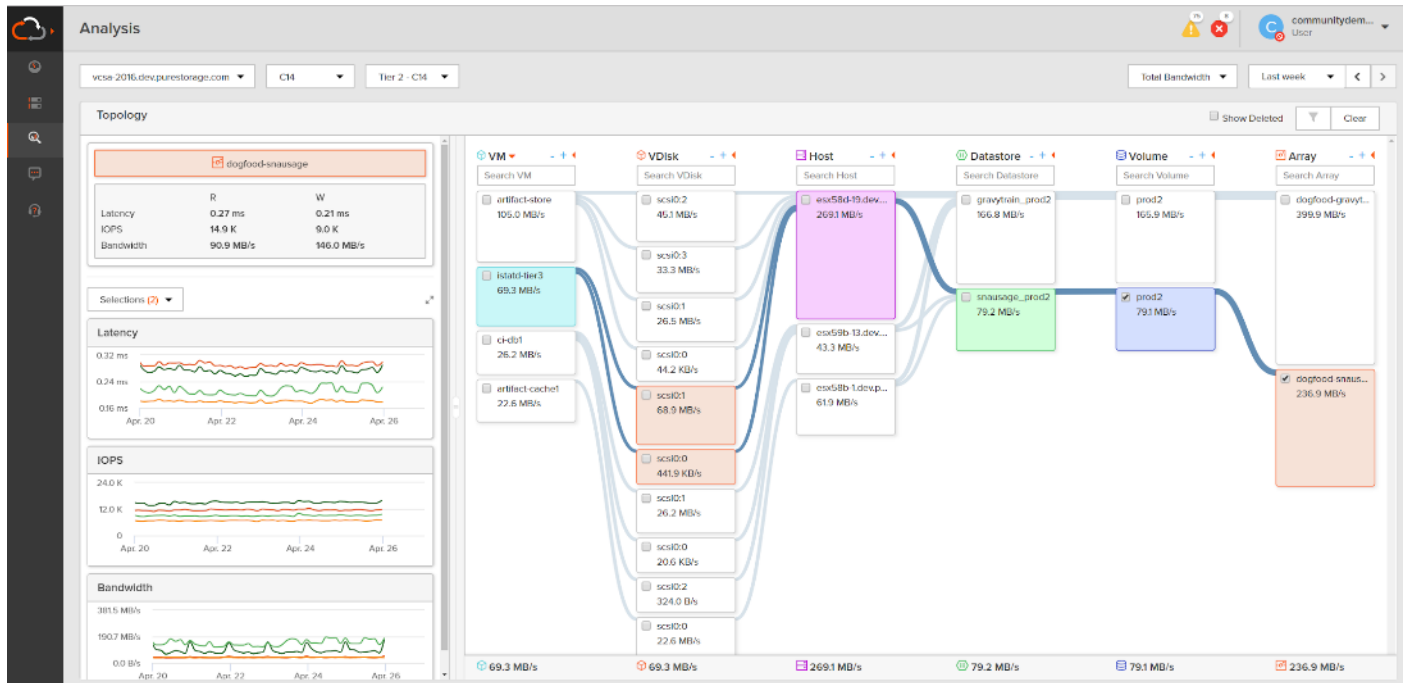 Analysis
communitydem...
User
vcsa-2016.dev.purestorage.com
C14
Tier 2 - C14
Total Bandwidth
Last week
Topology
Show Deleted
Clear
dogfood-snausage
R W
Latency 0.27 ms 0.21 ms
IOPS 14.9 K 9.0 K
Bandwidth 90.9 MB/s 146.0 MB/s
Selections (2)
Latency
0.32 ms
0.24 ms
0.16 ms
Apr. 20 Apr. 22 Apr. 24 Apr. 26
IOPS
24.0 K
12.0 K
0
Apr. 20 Apr. 22 Apr. 24 Apr. 26
Bandwidth
381.5 MB/s
190.7 MB/s
0.0 B/s
Apr. 20 Apr. 22 Apr. 24 Apr. 26
VM - +
Search VM
artifact-store
105.0 MB/s
istatd-tier3
69.3 MB/s
ci-db1
26.2 MB/s
artifact-cache1
22.6 MB/s
69.3 MB/s
VDisk - +
Search VDisk
scsi0:2
45.1 MB/s
scsi0:3
33.3 MB/s
scsi0:1
26.5 MB/s
scsi0:0
44.2 KB/s
scsi0:1
68.9 MB/s
scsi0:0
441.9 KB/s
scsi0:1
26.2 MB/s
scsi0:0
20.6 KB/s
scsi0:2
324.0 B/s
scsi0:0
22.6 MB/s
69.3 MB/s
Host - +
Search Host
esx58d-19.dev....
269.1 MB/s
esx59b-13.dev....
43.3 MB/s
esx58b-1.dev.p...
61.9 MB/s
269.1 MB/s
Datastore - +
Search Datastore
gravytrain_prod2
166.8 MB/s
snausage_prod2
79.2 MB/s
79.2 MB/s
Volume - +
Search Volume
prod2
165.9 MB/s
prod2
79.1 MB/s
79.1 MB/s
Array - +
Search Array
dogfood-gravyt...
399.9 MB/s
dogfood-snaus...
236.9 MB/s
236.9 MB/s